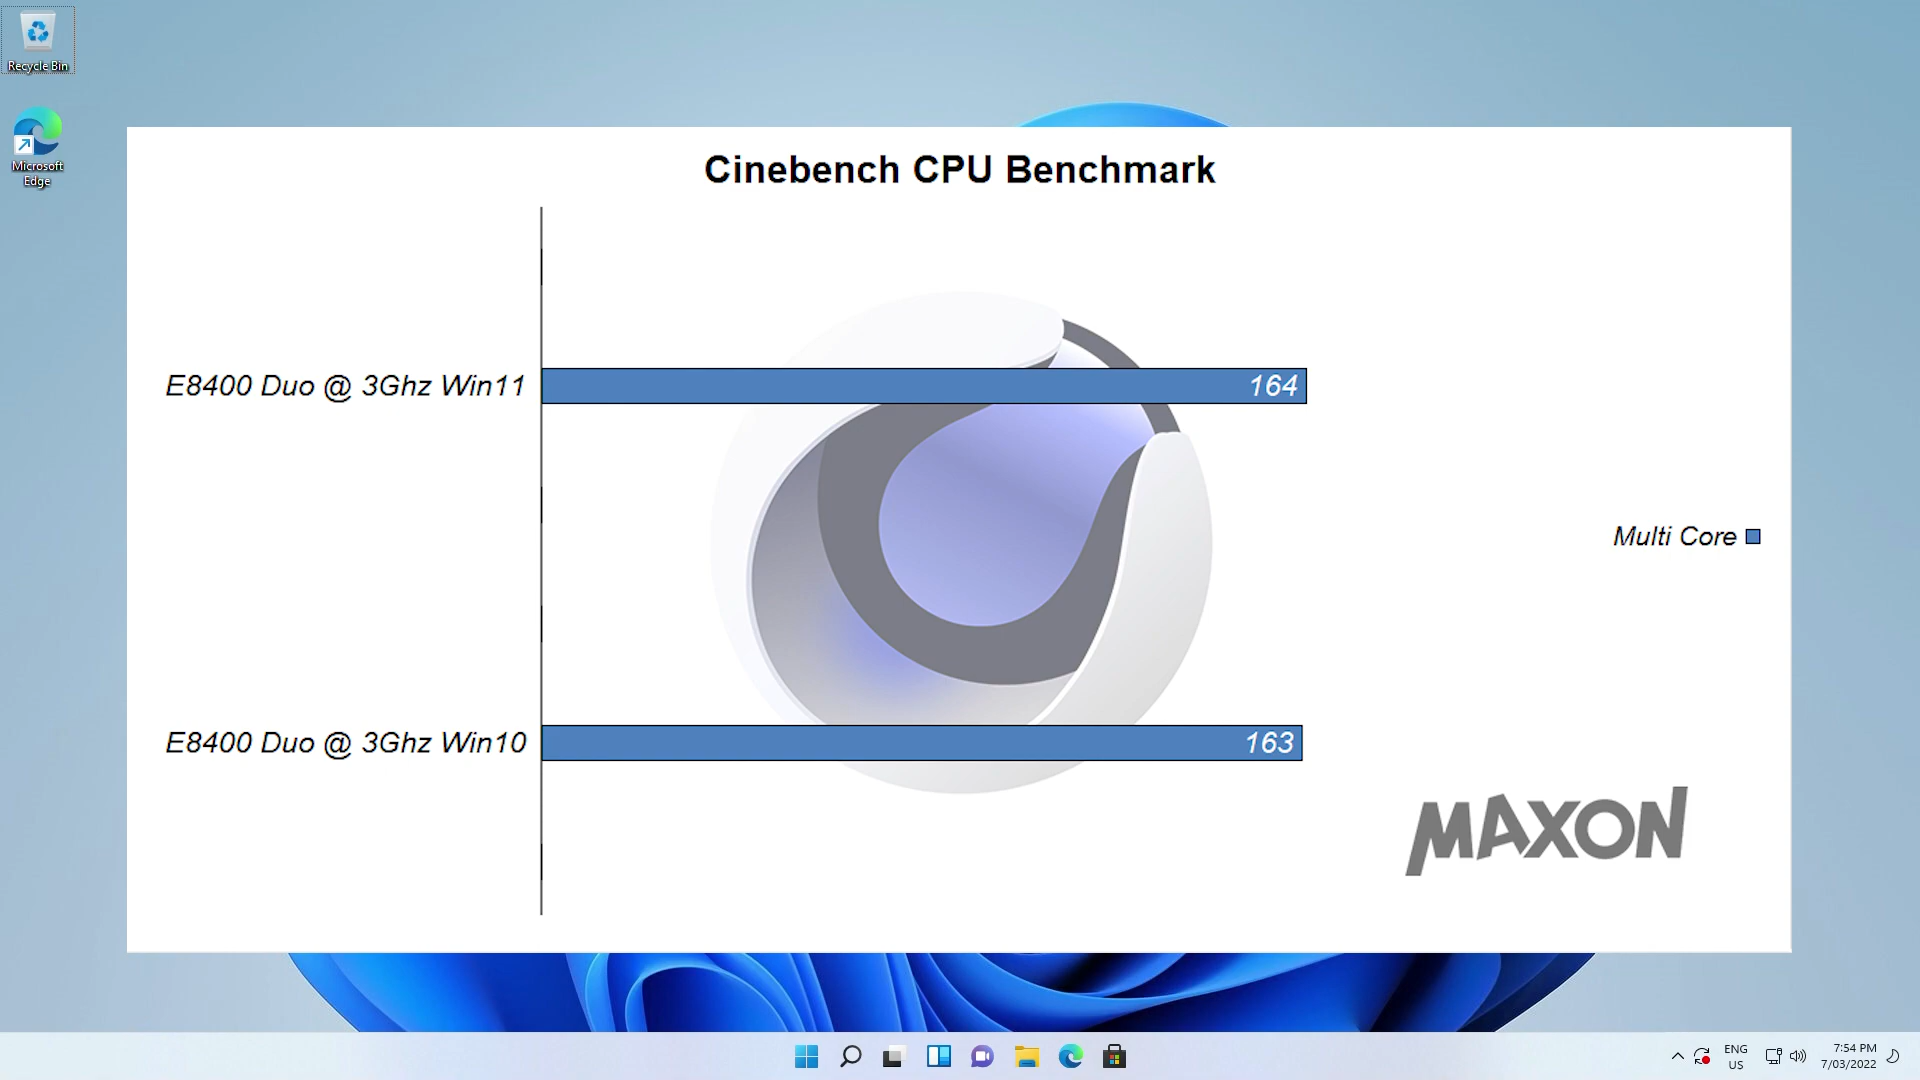 Recycle Bin
Microsoft
Edge
Cinebench CPU Benchmark
E8400 Duo @ 3Ghz Win11
164
Multi Core
E8400 Duo @ 3Ghz Win10
163
MAXON
ENG
US
7:54 PM
7/03/2022